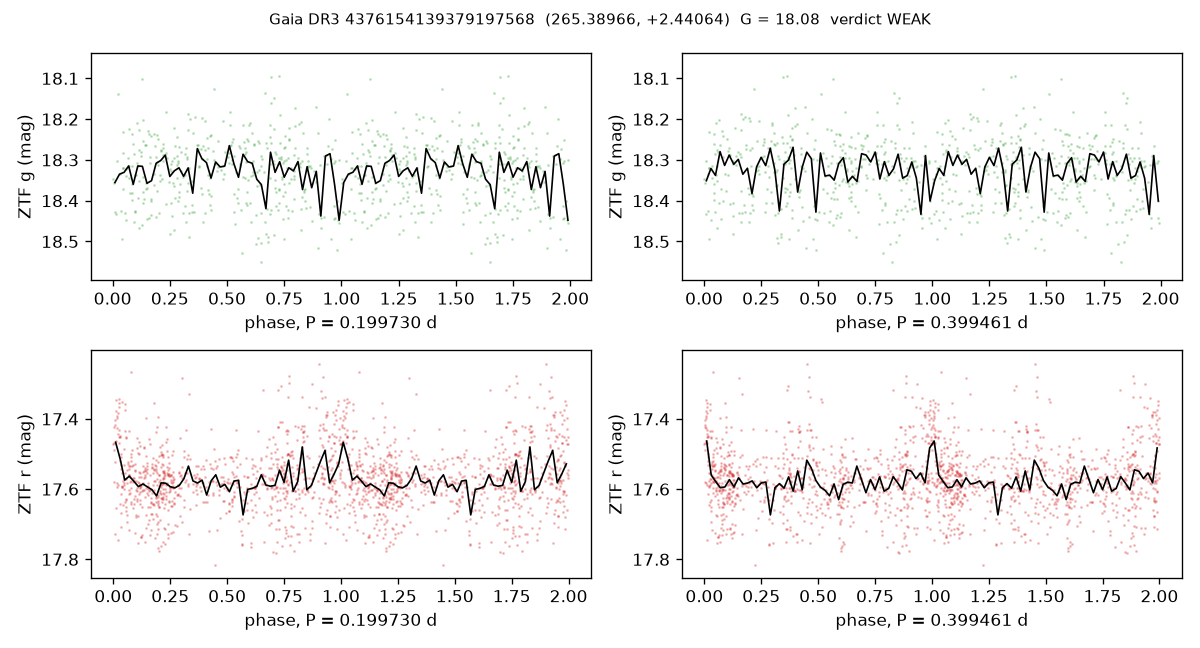 Gaia DR3 4376154139379197568 (265.38966, +2.44064) G = 18.08 verdict WEAK
ZTF g (mag)
18.1
18.2
18.3
18.4
18.5
0.00 0.25 0.50 0.75 1.00 1.25 1.50 1.75 2.00
phase, P = 0.199730 d
ZTF g (mag)
18.1
18.2
18.3
18.4
18.5
0.00 0.25 0.50 0.75 1.00 1.25 1.50 1.75 2.00
phase, P = 0.399461 d
ZTF r (mag)
17.4
17.6
17.8
0.00 0.25 0.50 0.75 1.00 1.25 1.50 1.75 2.00
phase, P = 0.199730 d
ZTF r (mag)
17.4
17.6
17.8
0.00 0.25 0.50 0.75 1.00 1.25 1.50 1.75 2.00
phase, P = 0.399461 d